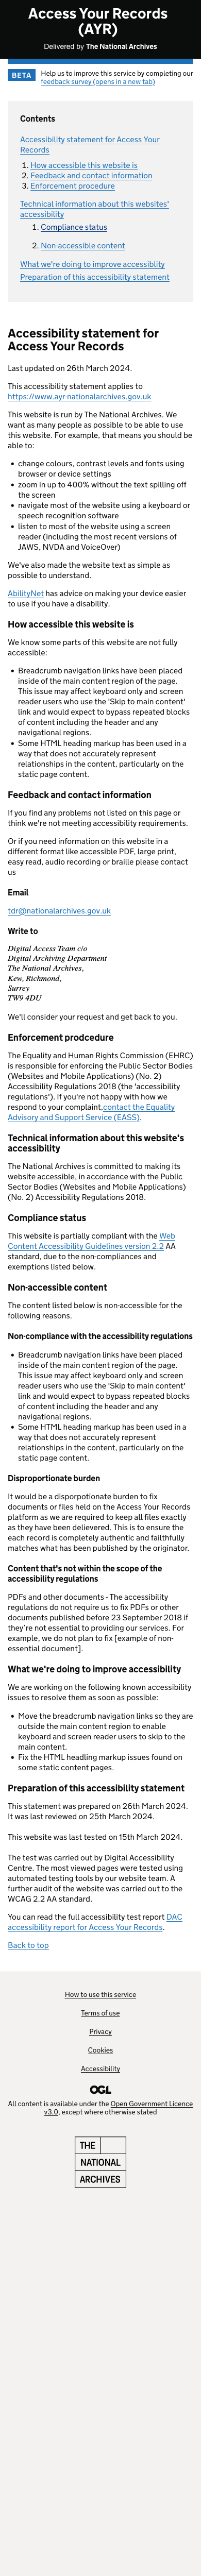 Access Your Records
(AYR)
Delivered by The National Archives
BETA
Help us to improve this service by completing our
feedback survey (opens in a new tab)
Contents
Accessibility statement for Access Your
Records
1. How accessible this website is
2. Feedback and contact information
3. Enforcement procedure
Technical information about this websites'
accessibility
1. Compliance status
2. Non-accessible content
What we're doing to improve accessiblity
Preparation of this accessibility statement
Accessibility statement for
Access Your Records
Last updated on 26th March 2024.
This accessibility statement applies to
https://www.ayr-nationalarchives.gov.uk
This website is run by The National Archives. We
want as many people as possible to be able to use
this website. For example, that means you should be
able to:
• change colours, contrast levels and fonts using
browser or device settings
• zoom in up to 400% without the text spilling off
the screen
• navigate most of the website using a keyboard or
speech recognition software
• listen to most of the website using a screen
reader (including the most recent versions of
JAWS, NVDA and VoiceOver)
We've also made the website text as simple as
possible to understand.
AbilityNet has advice on making your device easier
to use if you have a disability.
How accessible this website is
We know some parts of this website are not fully
accessible:
• Breadcrumb navigation links have been placed
inside of the main content region of the page.
This issue may affect keyboard only and screen
reader users who use the 'Skip to main content'
link and would expect to bypass repeated blocks
of content including the header and any
navigational regions.
• Some HTML heading markup has been used in a
way that does not accurately represent
relationships in the content, particularly on the
static page content.
Feedback and contact information
If you find any problems not listed on this page or
think we're not meeting accessibility requirements.
Or if you need information on this website in a
different format like accessible PDF, large print,
easy read, audio recording or braille please contact
us
Email
tdr@nationalarchives.gov.uk
Write to
Digital Access Team c/o
Digital Archiving Department
The National Archives,
Kew, Richmond,
Surrey
TW9 4DU
We'll consider your request and get back to you.
Enforcement prodcedure
The Equality and Human Rights Commission (EHRC)
is responsible for enforcing the Public Sector Bodies
(Websites and Mobile Applications) (No. 2)
Accessibility Regulations 2018 (the 'accessibility
regulations'). If you're not happy with how we
respond to your complaint,contact the Equality
Advisory and Support Service (EASS).
Technical information about this website's
accessibility
The National Archives is committed to making its
website accessible, in accordance with the Public
Sector Bodies (Websites and Mobile Applications)
(No. 2) Accessibility Regulations 2018.
Compliance status
This website is partially compliant with the Web
Content Accessibility Guidelines version 2.2 AA
standard, due to the non-compliances and
exemptions listed below.
Non-accessible content
The content listed below is non-accessible for the
following reasons.
Non-compliance with the accessibility regulations
• Breadcrumb navigation links have been placed
inside of the main content region of the page.
This issue may affect keyboard only and screen
reader users who use the 'Skip to main content'
link and would expect to bypass repeated blocks
of content including the header and any
navigational regions.
• Some HTML heading markup has been used in a
way that does not accurately represent
relationships in the content, particularly on the
static page content.
Disproportionate burden
It would be a dispropotionate burden to fix
documents or files held on the Access Your Records
platform as we are required to keep all files exactly
as they have been delivered. This is to ensure the
each record is completely authentic and faithfully
matches what has been published by the originator.
Content that's not within the scope of the
accessibility regulations
PDFs and other documents - The accessibility
regulations do not require us to fix PDFs or other
documents published before 23 September 2018 if
they're not essential to providing our services. For
example, we do not plan to fix [example of non-
essential document].
What we're doing to improve accessibility
We are working on the following known accessibility
issues to resolve them as soon as possible:
• Move the breadcrumb navigation links so they are
outside the main content region to enable
keyboard and screen reader users to skip to the
main content.
• Fix the HTML headling markup issues found on
some static content pages.
Preparation of this accessibility statement
This statement was prepared on 26th March 2024.
It was last reviewed on 25th March 2024.
This website was last tested on 15th March 2024.
The test was carried out by Digital Accessibility
Centre. The most viewed pages were tested using
automated testing tools by our website team. A
further audit of the website was carried out to the
WCAG 2.2 AA standard.
You can read the full accessibility test report DAC
accessibility report for Access Your Records.
Back to top
How to use this service
Terms of use
Privacy
Cookies
Accessibility
OGL
All content is available under the Open Government Licence
v3.0, except where otherwise stated
THE
NATIONAL
ARCHIVES